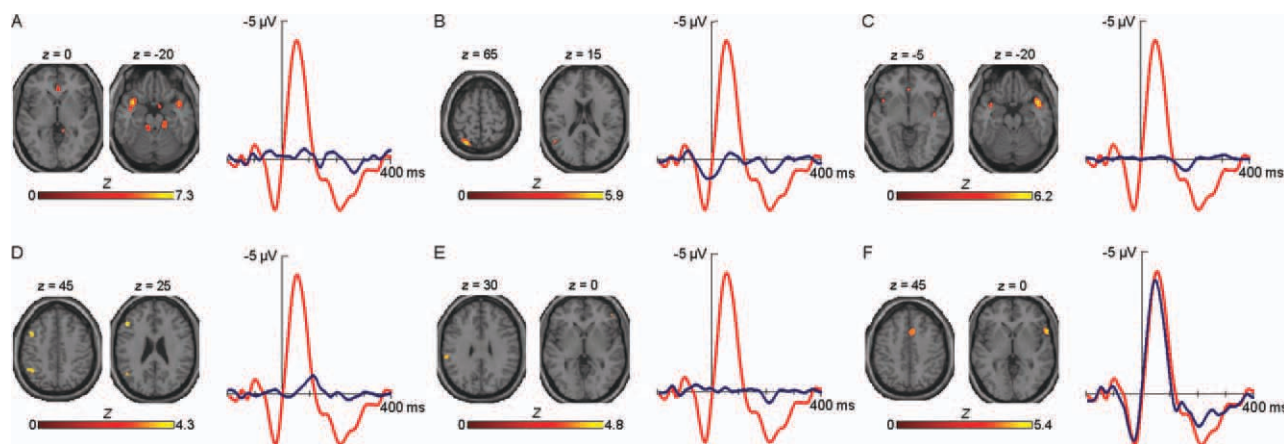 A
z = 0
z = -20
-5 µV
400 ms
Z
0
7.3
B
z = 65
z = 15
-5 µV
400 ms
Z
0
5.9
C
z = -5
z = -20
-5 µV
400 ms
Z
0
6.2
D
z = 45
z = 25
-5 µV
400 ms
Z
0
4.3
E
z = 30
z = 0
-5 µV
400 ms
Z
0
4.8
F
z = 45
z = 0
-5 µV
400 ms
Z
0
5.4